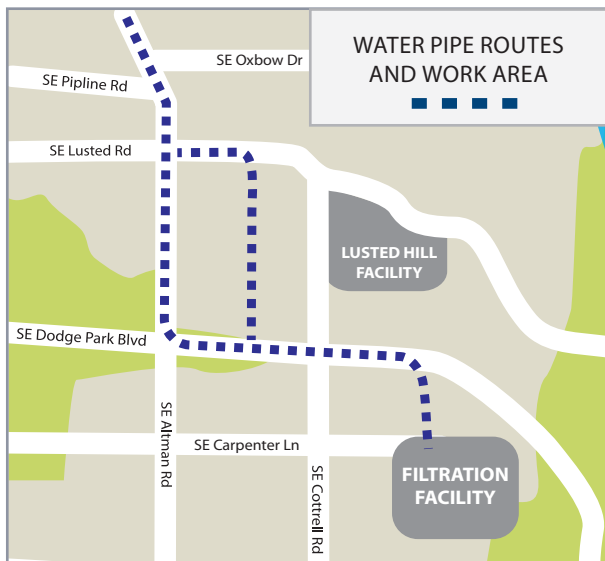 WATER PIPE ROUTES
AND WORK AREA
SE Oxbow Dr
SE Pipline Rd
SE Lusted Rd
LUSTED HILL
FACILITY
SE Dodge Park Blvd
SE Altman Rd
SE Carpenter Ln
SE Cottrell Rd
FILTRATION
FACILITY